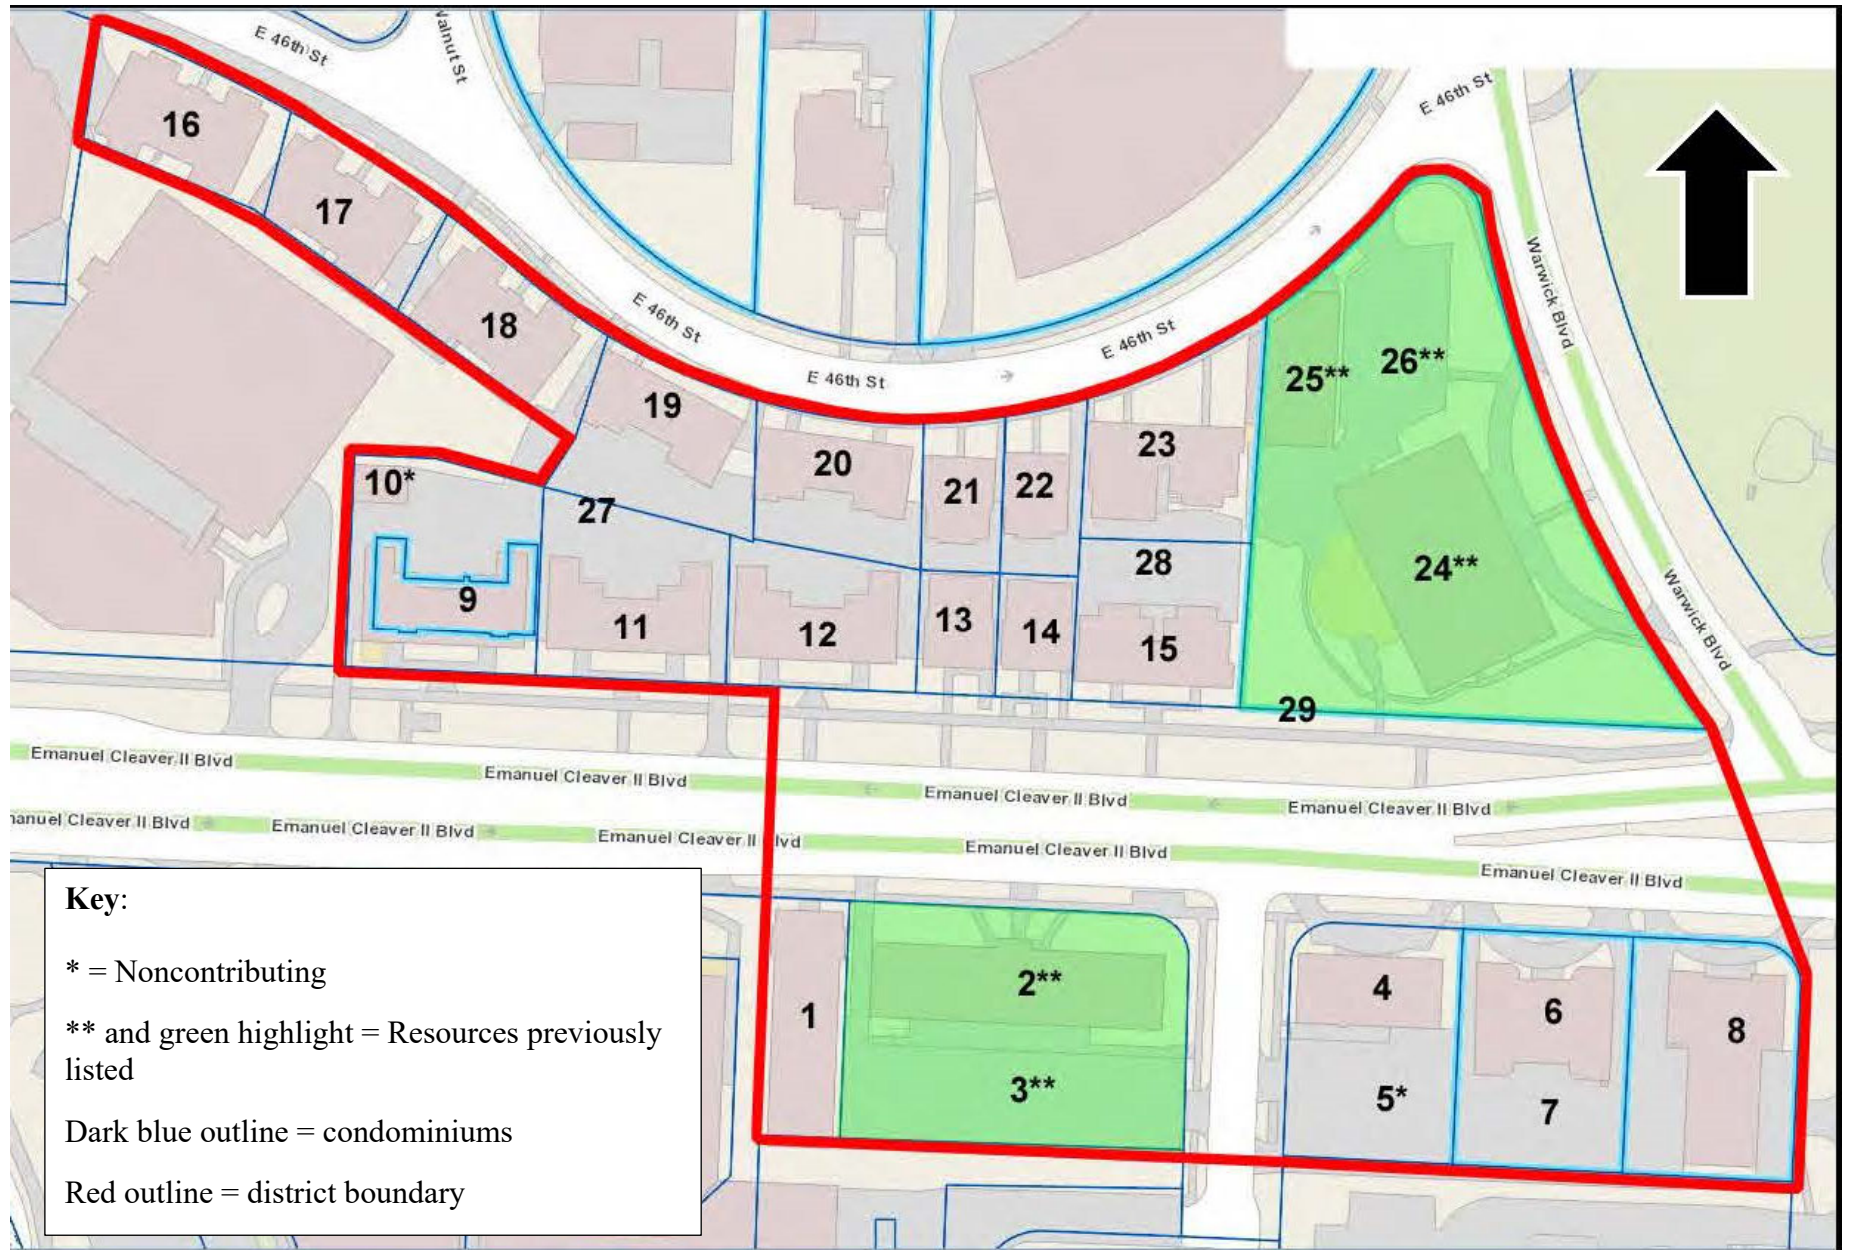 E 46th St
Walnut St
E 46th St
16
17
18
E 46th St
Warwick Blvd
E 46th St
E 46th St
19
20
21
22
23
25**
26**
10*
27
28
24**
9
11
12
13
14
15
Warwick Blvd
29
Emanuel Cleaver II Blvd
Emanuel Cleaver II Blvd
Emanuel Cleaver II Blvd
Emanuel Cleaver II Blvd
anuel Cleaver II Blvd
Emanuel Cleaver II Blvd
Emanuel Cleaver II Blvd
Emanuel Cleaver II Blvd
Emanuel Cleaver II Blvd
1
2**
3**
4
5*
6
7
8
Key:
* = Noncontributing
** and green highlight = Resources previously
listed
Dark blue outline = condominiums
Red outline = district boundary